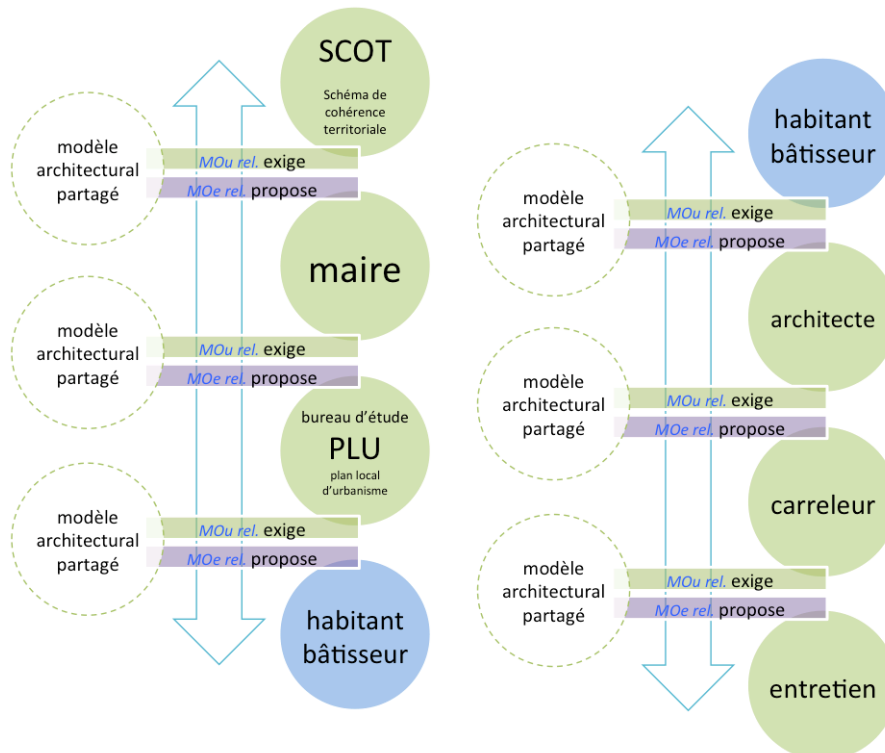 SCOT
Schéma de
cohérence
territoriale
modèle
architectural
partagé
MOu rel. exige
MOe rel. propose
maire
modèle
architectural
partagé
MOu rel. exige
MOe rel. propose
bureau d'étude
PLU
plan local
d'urbanisme
modèle
architectural
partagé
MOu rel. exige
MOe rel. propose
habitant
bâtisseur
habitant
bâtisseur
modèle
architectural
partagé
MOu rel. exige
MOe rel. propose
architecte
modèle
architectural
partagé
MOu rel. exige
MOe rel. propose
carreleur
modèle
architectural
partagé
MOu rel. exige
MOe rel. propose
entretien